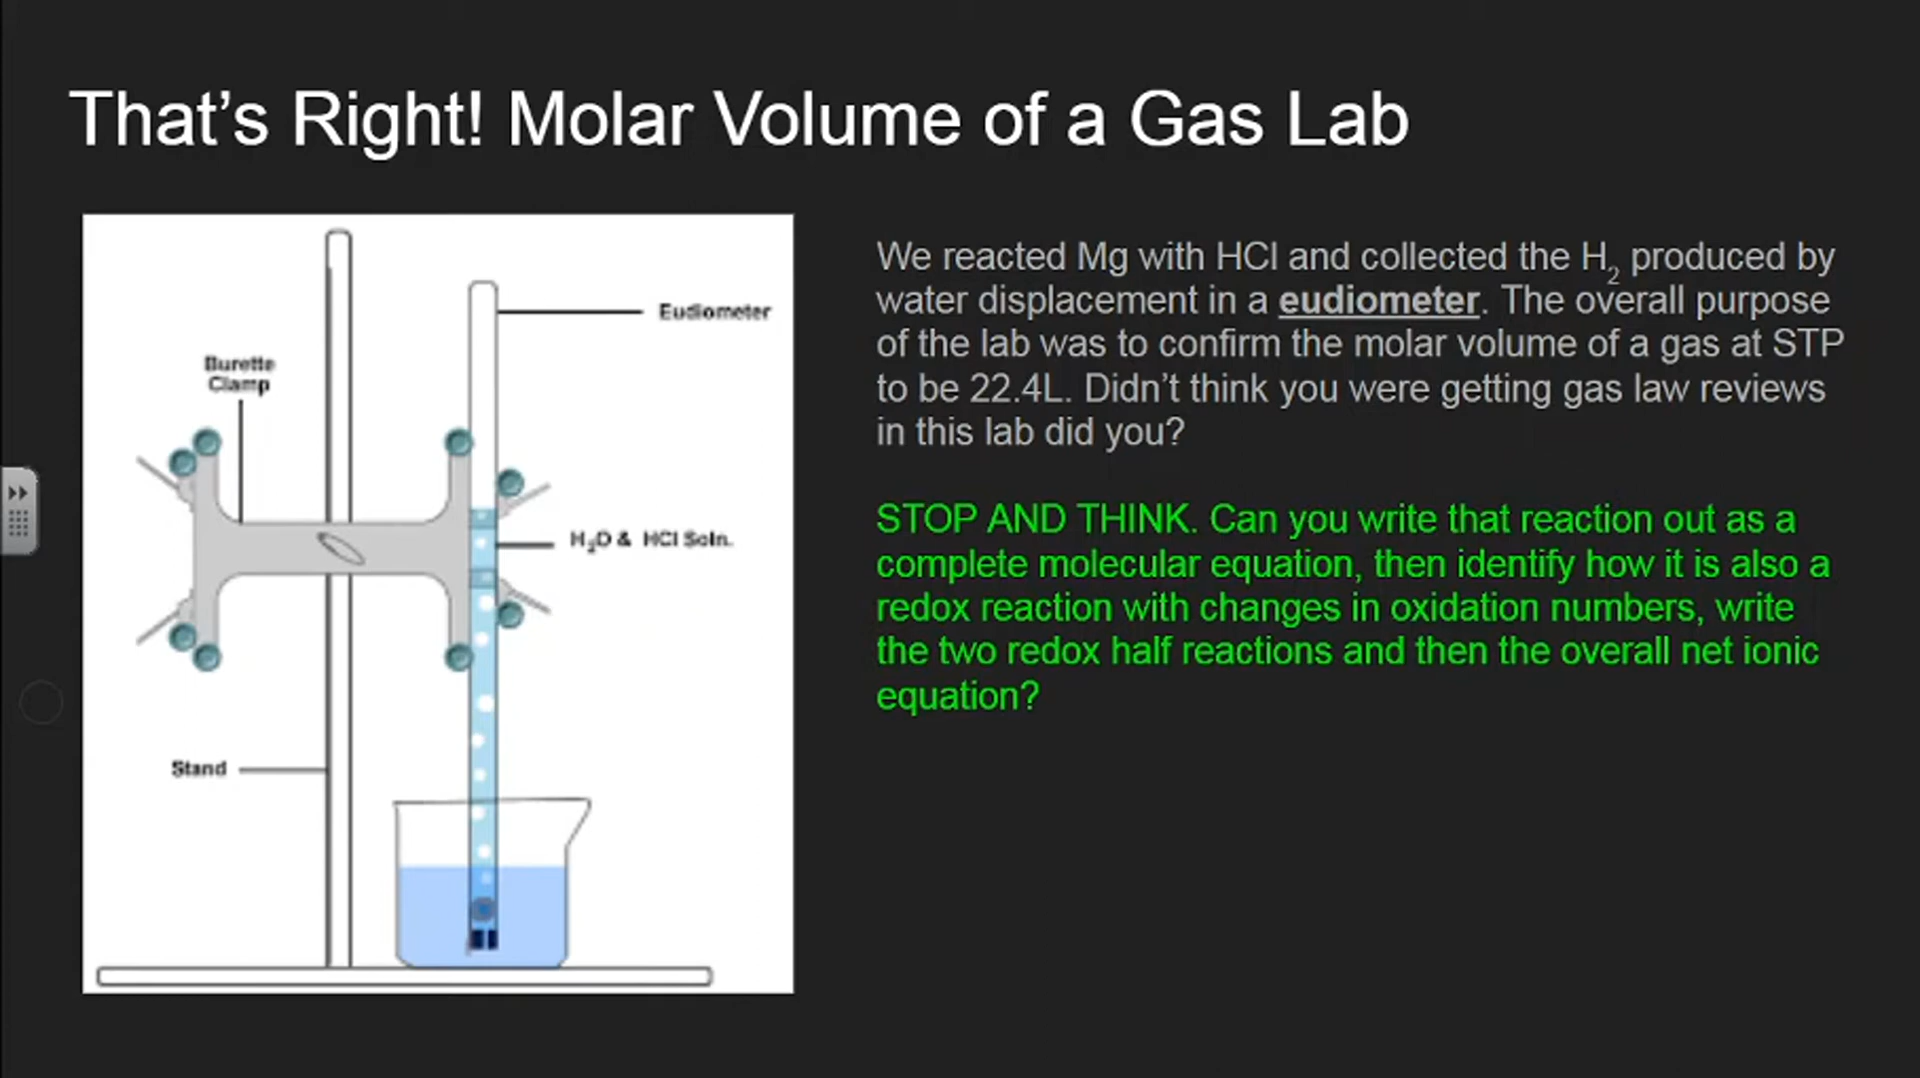 That’s Right! Molar Volume of a Gas Lab
Eudiometer
Burette
Clamp
H₂O & HCl Soln.
Stand
We reacted Mg with HCl and collected the H₂ produced by
water displacement in a eudiometer. The overall purpose
of the lab was to confirm the molar volume of a gas at STP
to be 22.4L. Didn’t think you were getting gas law reviews
in this lab did you?
STOP AND THINK. Can you write that reaction out as a
complete molecular equation, then identify how it is also a
redox reaction with changes in oxidation numbers, write
the two redox half reactions and then the overall net ionic
equation?